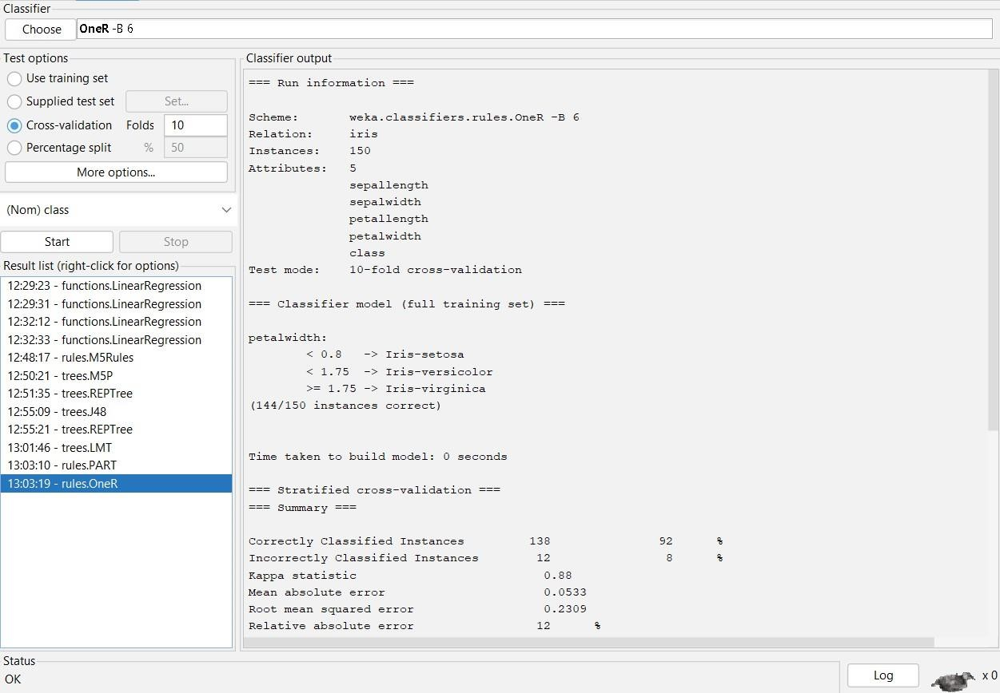 Classifier
Choose OneR -B 6
Test options
Use training set
Supplied test set Set...
Cross-validation Folds 10
Percentage split % 50
More options...
(Nom) class
Start Stop
Result list (right-click for options)
12:29:23 - functions.LinearRegression
12:29:31 - functions.LinearRegression
12:32:12 - functions.LinearRegression
12:32:33 - functions.LinearRegression
12:48:17 - rules.M5Rules
12:50:21 - trees.M5P
12:51:35 - trees.REPTree
12:55:09 - trees.J48
12:55:21 - trees.REPTree
13:01:46 - trees.LMT
13:03:10 - rules.PART
13:03:19 - rules.OneR
Classifier output
=== Run information ===
Scheme: weka.classifiers.rules.OneR -B 6
Relation: iris
Instances: 150
Attributes: 5
sepallength
sepalwidth
petallength
petalwidth
class
Test mode: 10-fold cross-validation
=== Classifier model (full training set) ===
petalwidth:
< 0.8 -> Iris-setosa
< 1.75 -> Iris-versicolor
>= 1.75 -> Iris-virginica
(144/150 instances correct)
Time taken to build model: 0 seconds
=== Stratified cross-validation ===
=== Summary ===
Correctly Classified Instances 138 92 %
Incorrectly Classified Instances 12 8 %
Kappa statistic 0.88
Mean absolute error 0.0533
Root mean squared error 0.2309
Relative absolute error 12 %
Status
OK
Log x 0